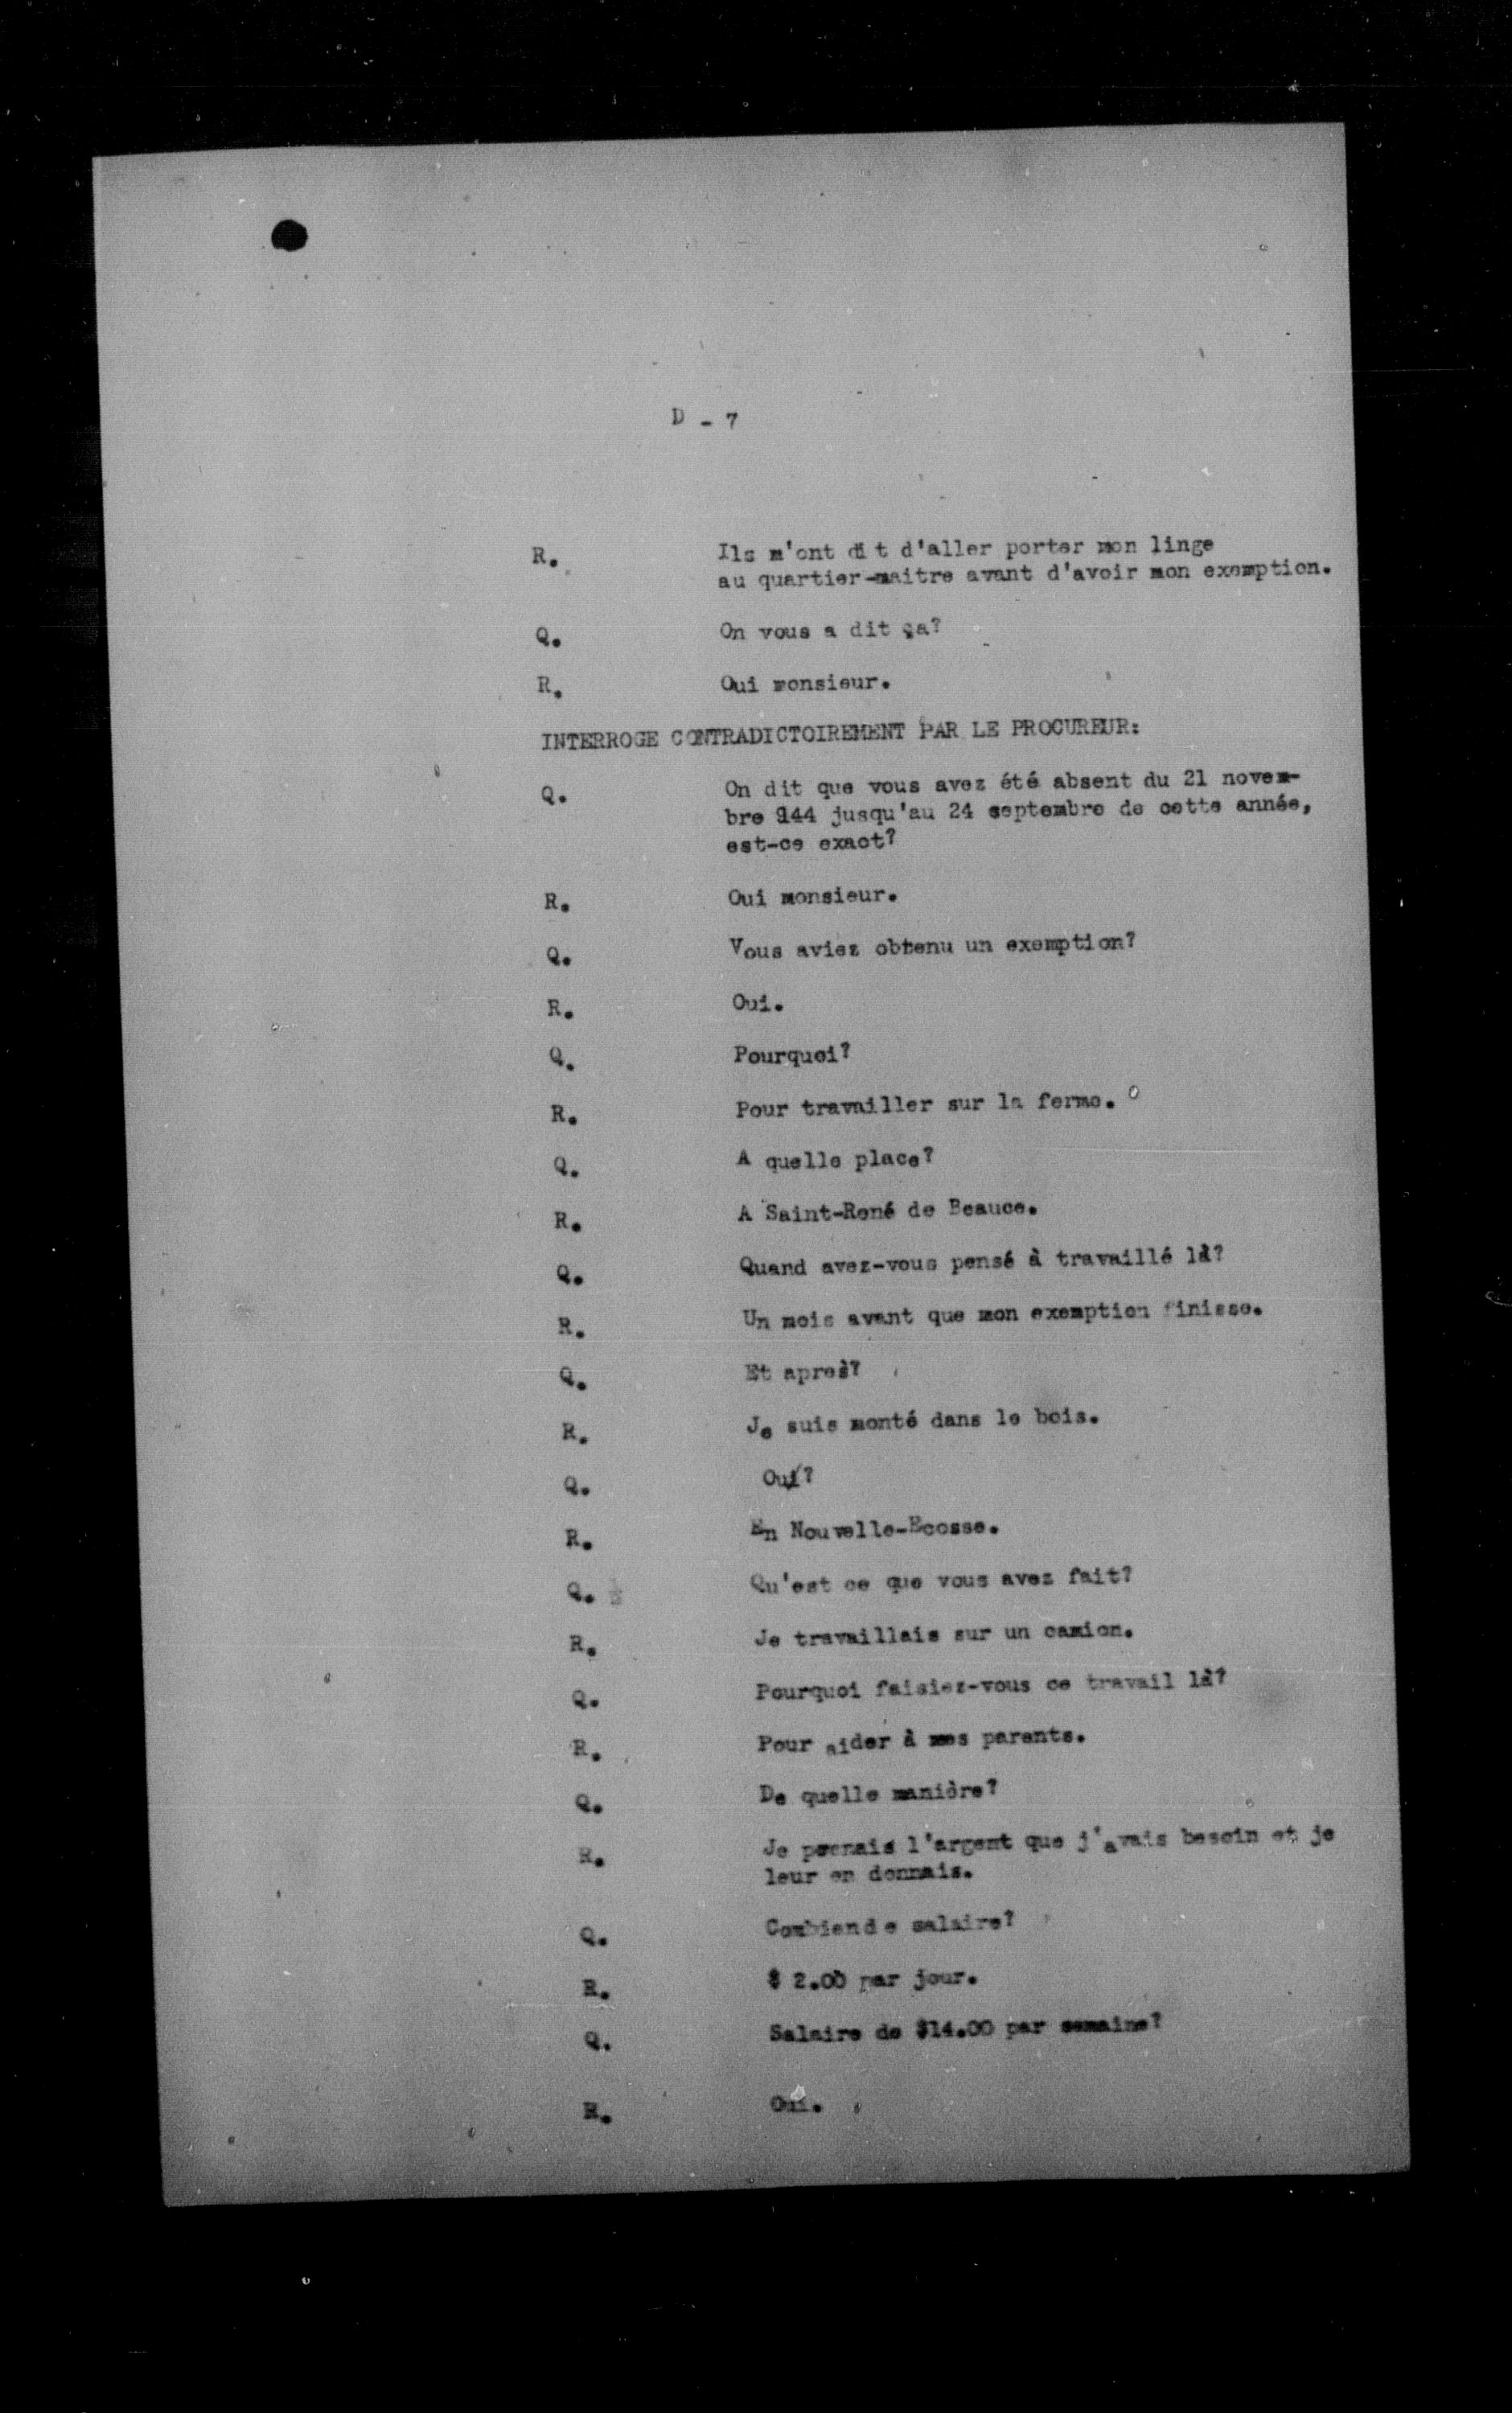 D - 7
R. Ils m'ont dit d'aller porter mon linge
au quartier-maitre avant d'avoir mon exemption.
Q. On vous a dit ça?
R. Oui monsieur.
INTERROGE CONTRADICTOIREMENT PAR LE PROCUREUR:
Q. On dit que vous avez été absent du 21 novem-
bre 144 jusqu'au 24 septembre de cette année,
est-ce exact?
R. Oui monsieur.
Q. Vous aviez obtenu un exemption?
R. Oui.
Q. Pourquoi?
R. Pour travailler sur la ferme.
Q. A quelle place?
R. A Saint-René de Beauce.
Q. Quand avez-vous pensé à travaillé là?
R. Un mois avant que mon exemption finisse.
Q. Et apres?
R. Je suis monté dans le bois.
Q. Ouí?
R. En Nouvelle-Ecosse.
Q. Qu'est ce que vous avez fait?
R. Je travaillais sur un camion.
Q. Pourquoi faisiez-vous ce travail là?
R. Pour aider à mes parents.
Q. De quelle manière?
R. Je prenais l'argent que j'avais besoin et je
leur en donnais.
Q. Combiend e salaire?
R. $ 2.00 par jour.
Q. Salaire de $14.00 par semaine?
R. Oui.